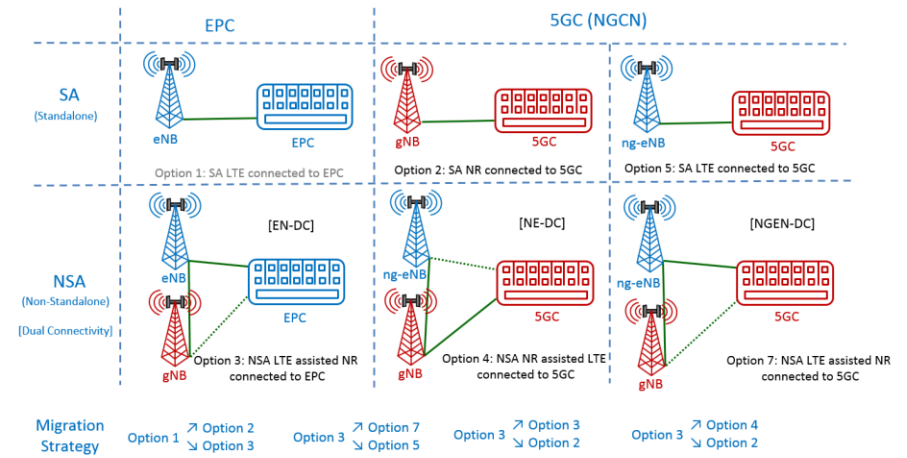 EPC
5GC (NGCN)
SA
(Standalone)
eNB
EPC
Option 1: SA LTE connected to EPC
gNB
5GC
Option 2: SA NR connected to 5GC
ng-eNB
5GC
Option 5: SA LTE connected to 5GC
NSA
(Non-Standalone)
[Dual Connectivity]
[EN-DC]
eNB
EPC
gNB
Option 3: NSA LTE assisted NR
connected to EPC
[NE-DC]
ng-eNB
5GC
gNB
Option 4: NSA NR assisted LTE
connected to 5GC
[NGEN-DC]
ng-eNB
5GC
gNB
Option 7: NSA LTE assisted NR
connected to 5GC
Migration
Strategy
Option 1
↗ Option 2
↘ Option 3
Option 3
↗ Option 7
↘ Option 5
Option 3
↗ Option 3
↘ Option 2
Option 3
↗ Option 4
↘ Option 2